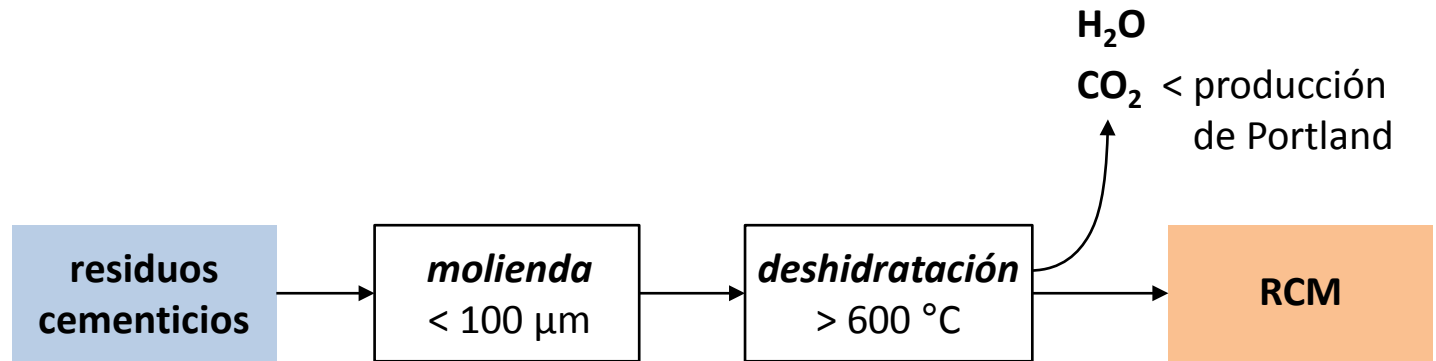 H₂O
CO₂ < producción
de Portland
residuos
cementicios
molienda
< 100 µm
deshidratación
> 600 °C
RCM